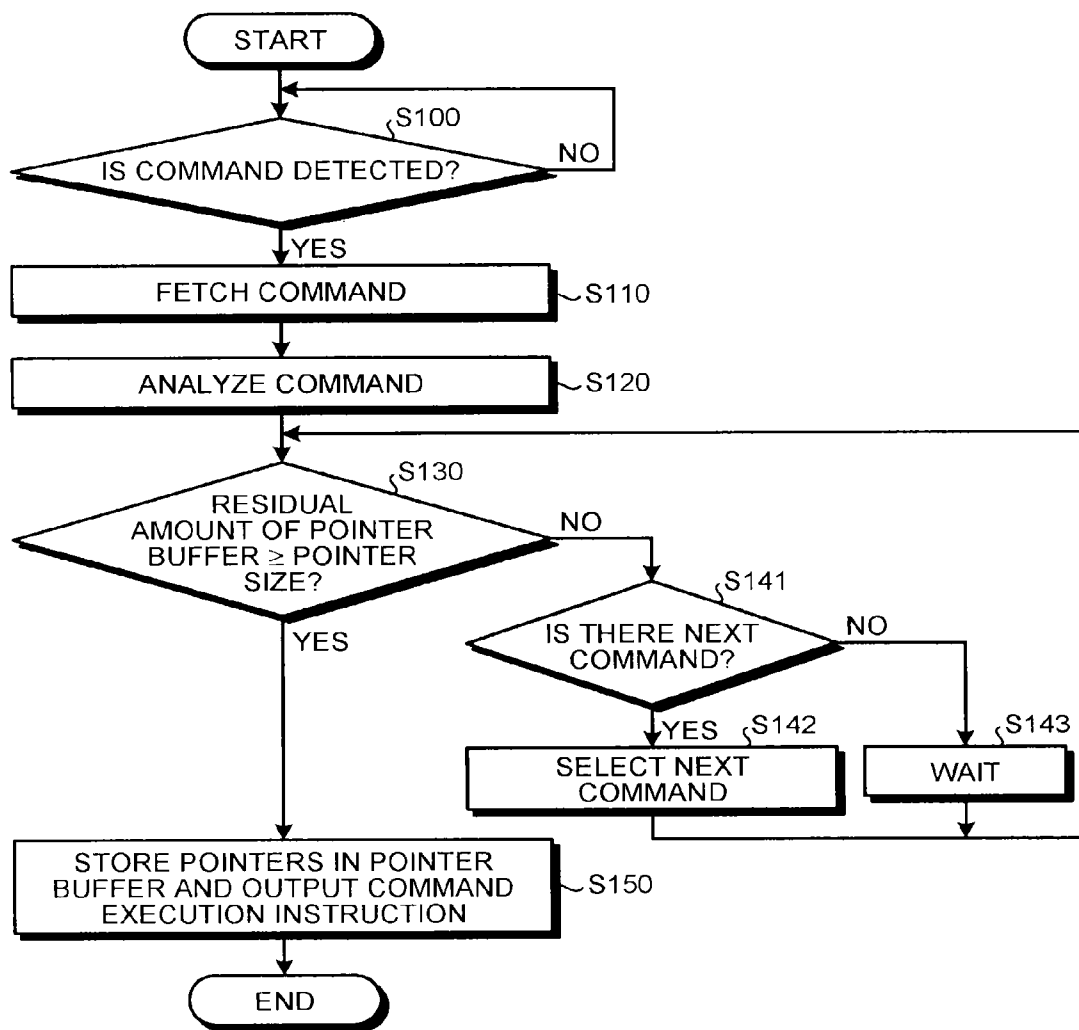 START
S100
IS COMMAND DETECTED?
NO
YES
FETCH COMMAND
S110
ANALYZE COMMAND
S120
S130
RESIDUAL
AMOUNT OF POINTER
BUFFER ≥ POINTER
SIZE?
NO
YES
S141
IS THERE NEXT
COMMAND?
NO
YES
S142
SELECT NEXT
COMMAND
S143
WAIT
STORE POINTERS IN POINTER
BUFFER AND OUTPUT COMMAND
EXECUTION INSTRUCTION
S150
END